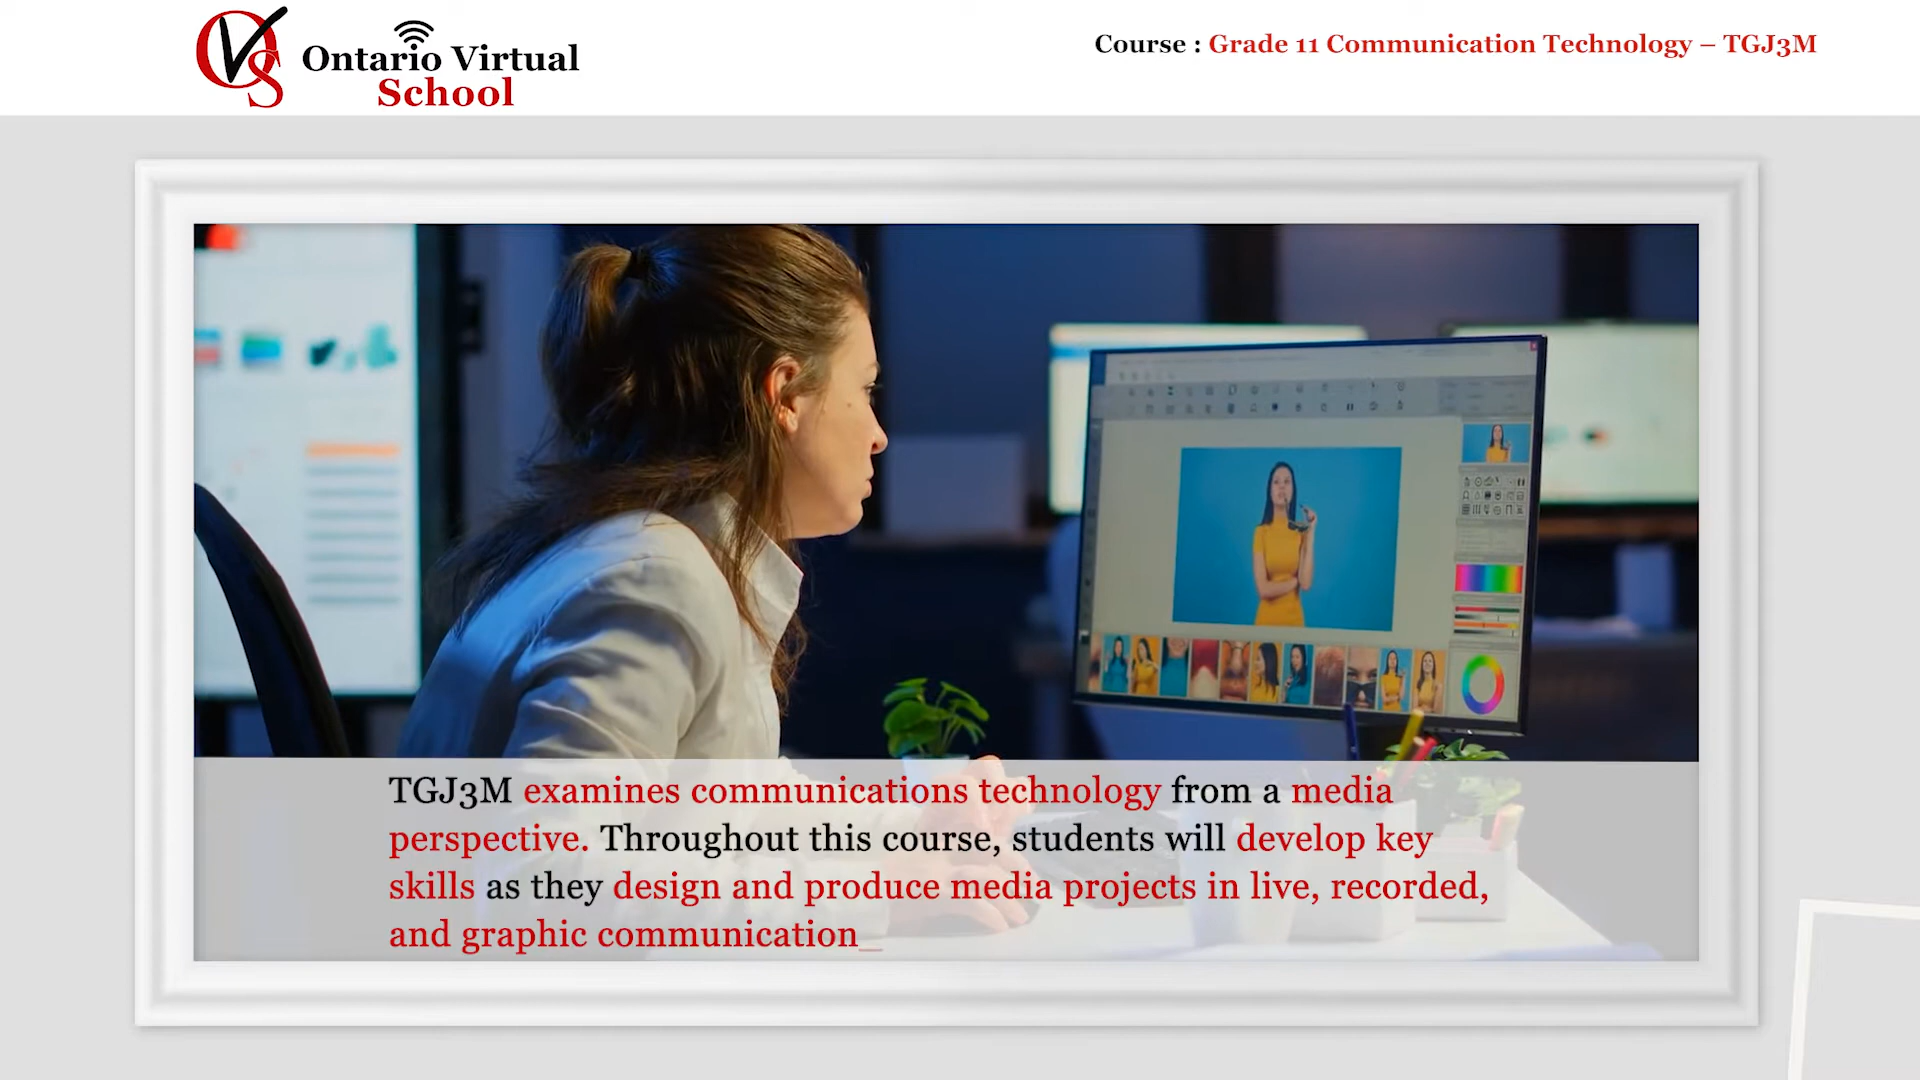 Ontario Virtual
School
Course : Grade 11 Communication Technology – TGJ3M
TGJ3M examines communications technology from a media
perspective. Throughout this course, students will develop key
skills as they design and produce media projects in live, recorded,
and graphic communication_